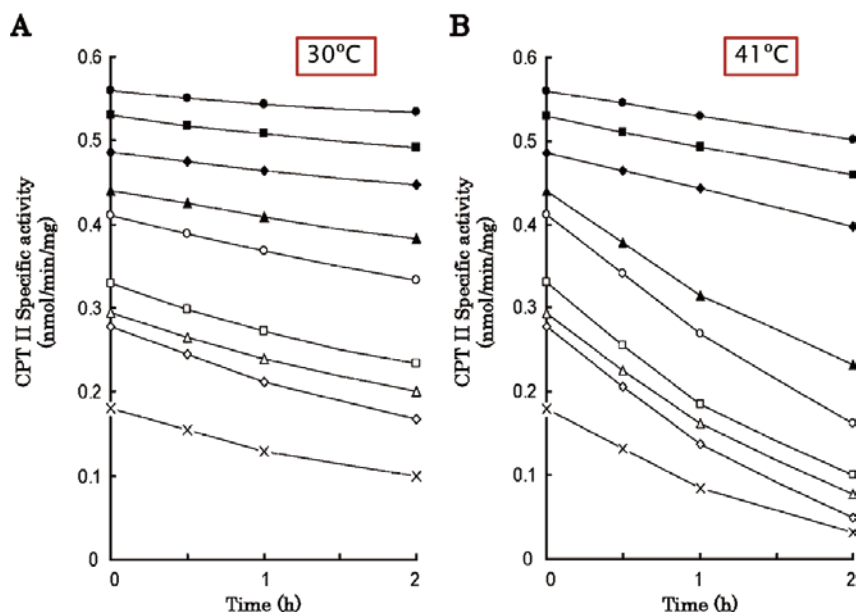 A
30°C
CPT II Specific activity
(nmol/min/mg)
0.6
0.5
0.4
0.3
0.2
0.1
0
0
1
2
Time (h)
B
41°C
CPT II Specific activity
(nmol/min/mg)
0.6
0.5
0.4
0.3
0.2
0.1
0
0
1
2
Time (h)